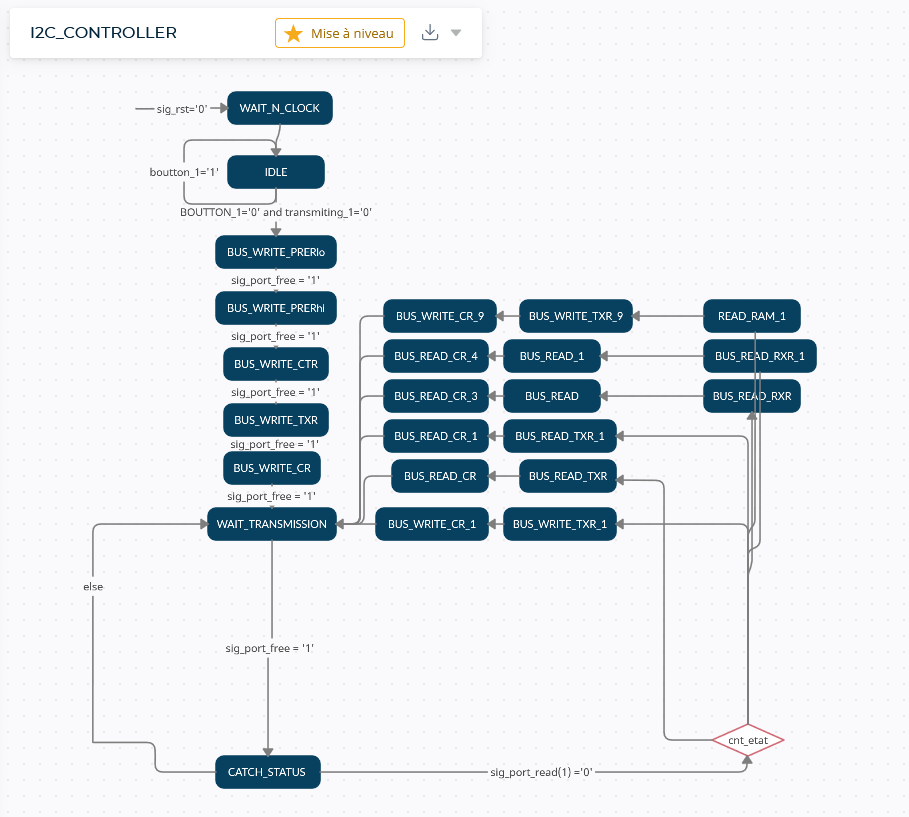 I2C_CONTROLLER
Mise à niveau
sig_rst='0'
WAIT_N_CLOCK
boutton_1='1'
IDLE
BOUTTON_1='0' and transmiting_1='0'
BUS_WRITE_PRERlo
sig_port_free = '1'
BUS_WRITE_PRERhi
sig_port_free = '1'
BUS_WRITE_CTR
sig_port_free = '1'
BUS_WRITE_TXR
sig_port_free = '1'
BUS_WRITE_CR
sig_port_free = '1'
WAIT_TRANSMISSION
BUS_WRITE_CR_9
BUS_WRITE_TXR_9
READ_RAM_1
BUS_READ_CR_4
BUS_READ_1
BUS_READ_RXR_1
BUS_READ_CR_3
BUS_READ
BUS_READ_RXR
BUS_READ_CR_1
BUS_READ_TXR_1
BUS_READ_CR
BUS_READ_TXR
BUS_WRITE_CR_1
BUS_WRITE_TXR_1
else
sig_port_free = '1'
cnt_etat
CATCH_STATUS
sig_port_read(1) ='0'